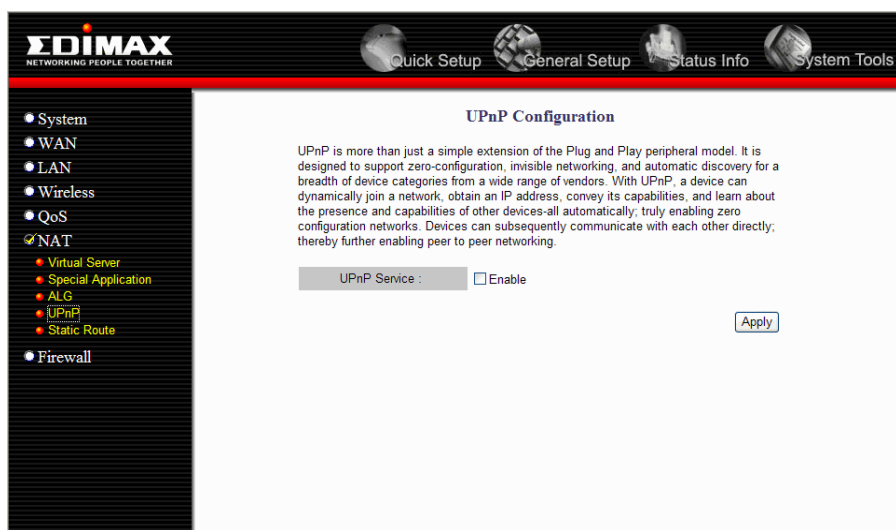 EDIMAX
NETWORKING PEOPLE TOGETHER
Quick Setup
General Setup
Status Info
System Tools
System
WAN
LAN
Wireless
QoS
NAT
Virtual Server
Special Application
ALG
UPnP
Static Route
Firewall
UPnP Configuration
UPnP is more than just a simple extension of the Plug and Play peripheral model. It is
designed to support zero-configuration, invisible networking, and automatic discovery for a
breadth of device categories from a wide range of vendors. With UPnP, a device can
dynamically join a network, obtain an IP address, convey its capabilities, and learn about
the presence and capabilities of other devices-all automatically; truly enabling zero
configuration networks. Devices can subsequently communicate with each other directly;
thereby further enabling peer to peer networking.
UPnP Service :
Enable
Apply